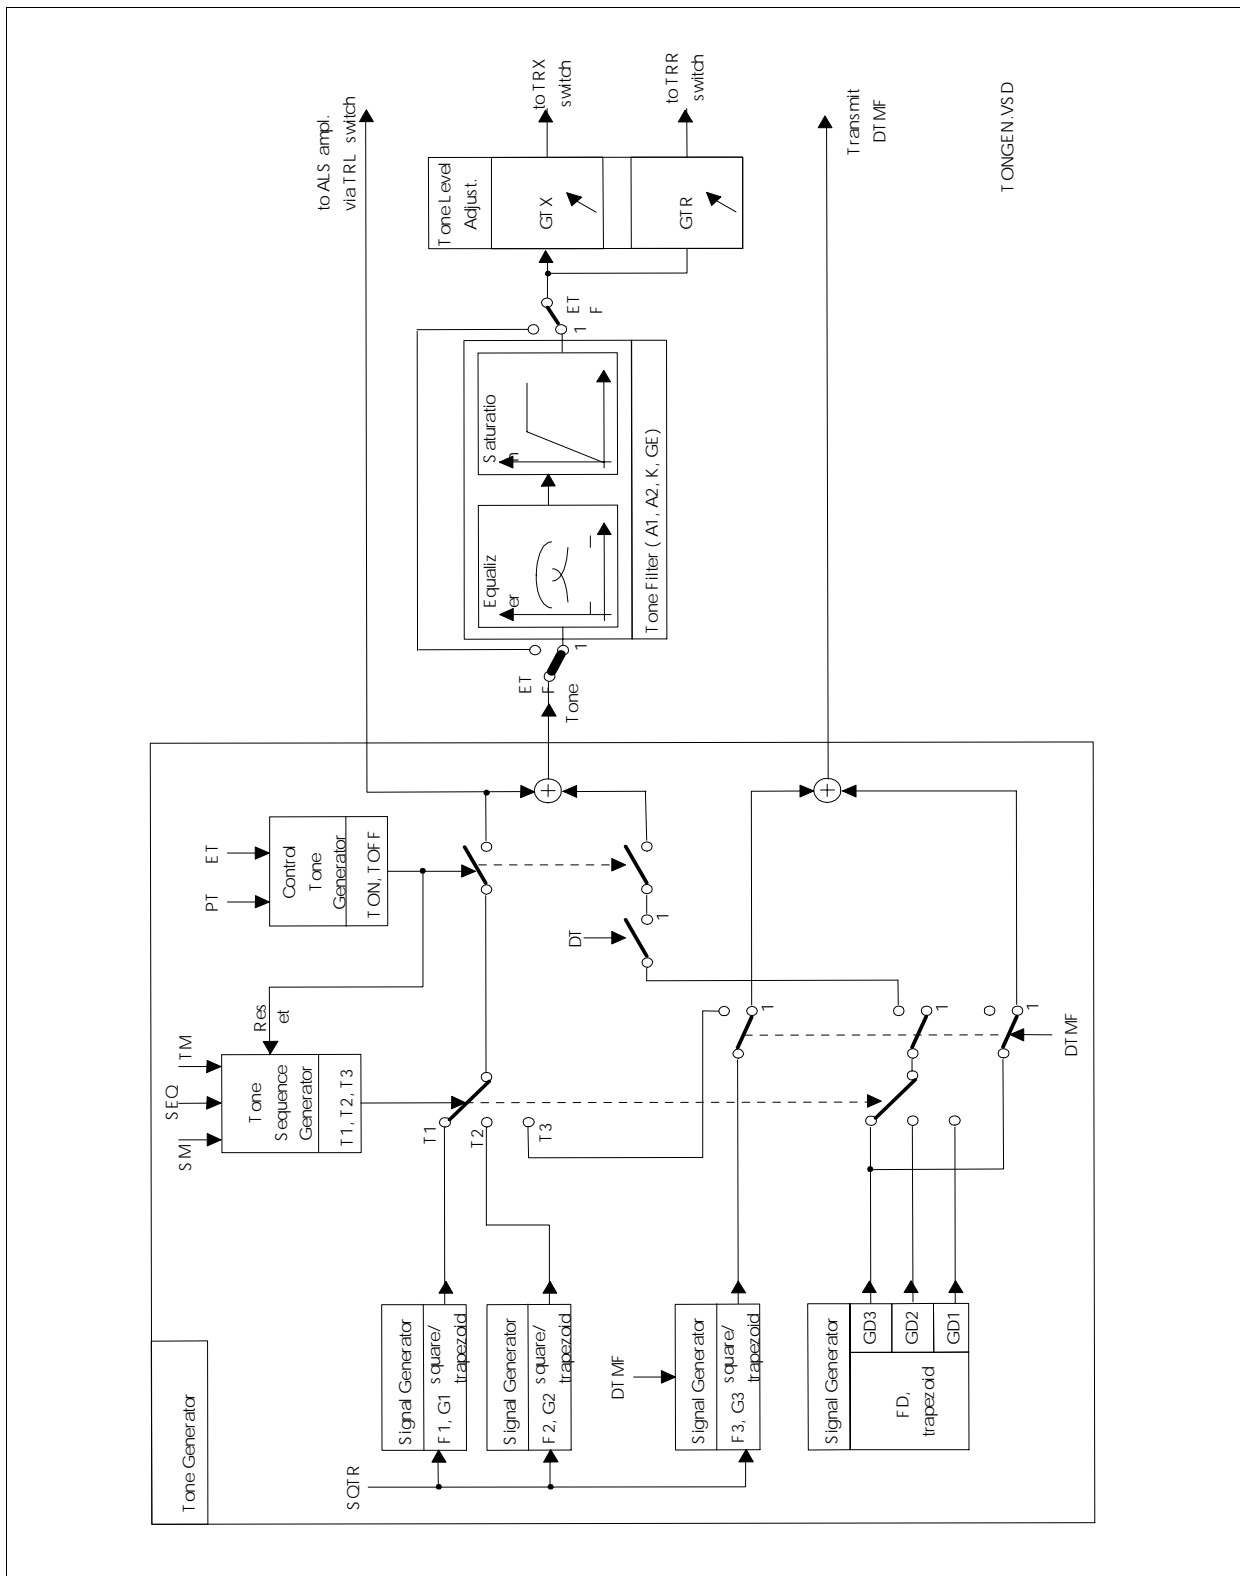 Tone Generator
SQTR
Signal Generator
F1, G1
square/
trapezoid
Signal Generator
F2, G2
square/
trapezoid
DTMF
Signal Generator
F3, G3
square/
trapezoid
Signal Generator
FD,
trapezoid
GD3
GD2
GD1
SM
SEQ
TM
Tone
Sequence
Generator
T1, T2, T3
Res
et
T1
T2
T3
PT
ET
Control
Tone
Generator
TON, TOFF
DT
1
1
1
1
DTMF
+
+
Tone
ET
F
1
Equaliz
er
Saturatio
n
Tone Filter ( A1, A2, K, GE)
ET
F
1
Tone Level
Adjust.
GTX
GTR
to ALS ampl.
via TRL switch
to TRX
switch
to TRR
switch
Transmit
DTMF
TONGEN.VSD